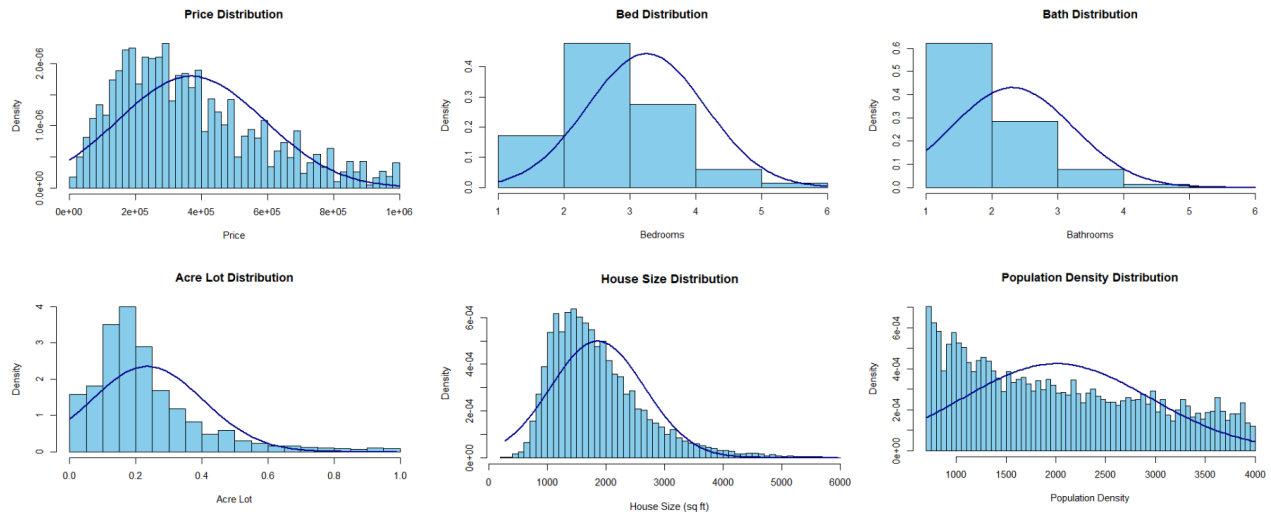 Price Distribution
Density
0.0e+00 1.0e-06 2.0e-06
0e+00 2e+05 4e+05 6e+05 8e+05 1e+06
Price
Bed Distribution
Density
0.0 0.1 0.2 0.3 0.4
1 2 3 4 5 6
Bedrooms
Bath Distribution
Density
0.0 0.1 0.2 0.3 0.4 0.5 0.6
1 2 3 4 5 6
Bathrooms
Acre Lot Distribution
Density
0 1 2 3 4
0.0 0.2 0.4 0.6 0.8 1.0
Acre Lot
House Size Distribution
Density
0e+00 2e-04 4e-04 6e-04
1000 2000 3000 4000 5000 6000
House Size (sq ft)
Population Density Distribution
Density
0e+00 2e-04 4e-04 6e-04
1000 1500 2000 2500 3000 3500 4000
Population Density